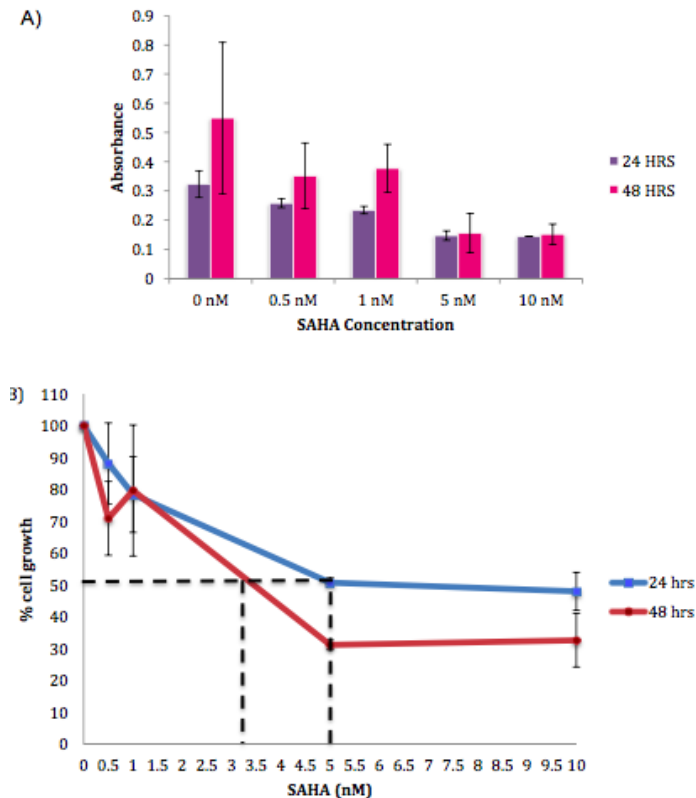 A)
0.9
0.8
0.7
0.6
0.5
0.4
0.3
0.2
0.1
0
Absorbance
0 nM 0.5 nM 1 nM 5 nM 10 nM
SAHA Concentration
24 HRS
48 HRS
B)
110
100
90
80
70
60
50
40
30
20
10
0
% cell growth
0 0.5 1 1.5 2 2.5 3 3.5 4 4.5 5 5.5 6 6.5 7 7.5 8 8.5 9 9.5 10
SAHA (nM)
24 hrs
48 hrs